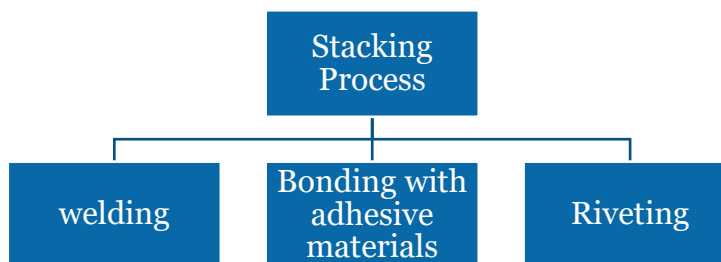 Stacking
Process
welding
Bonding with
adhesive
materials
Riveting